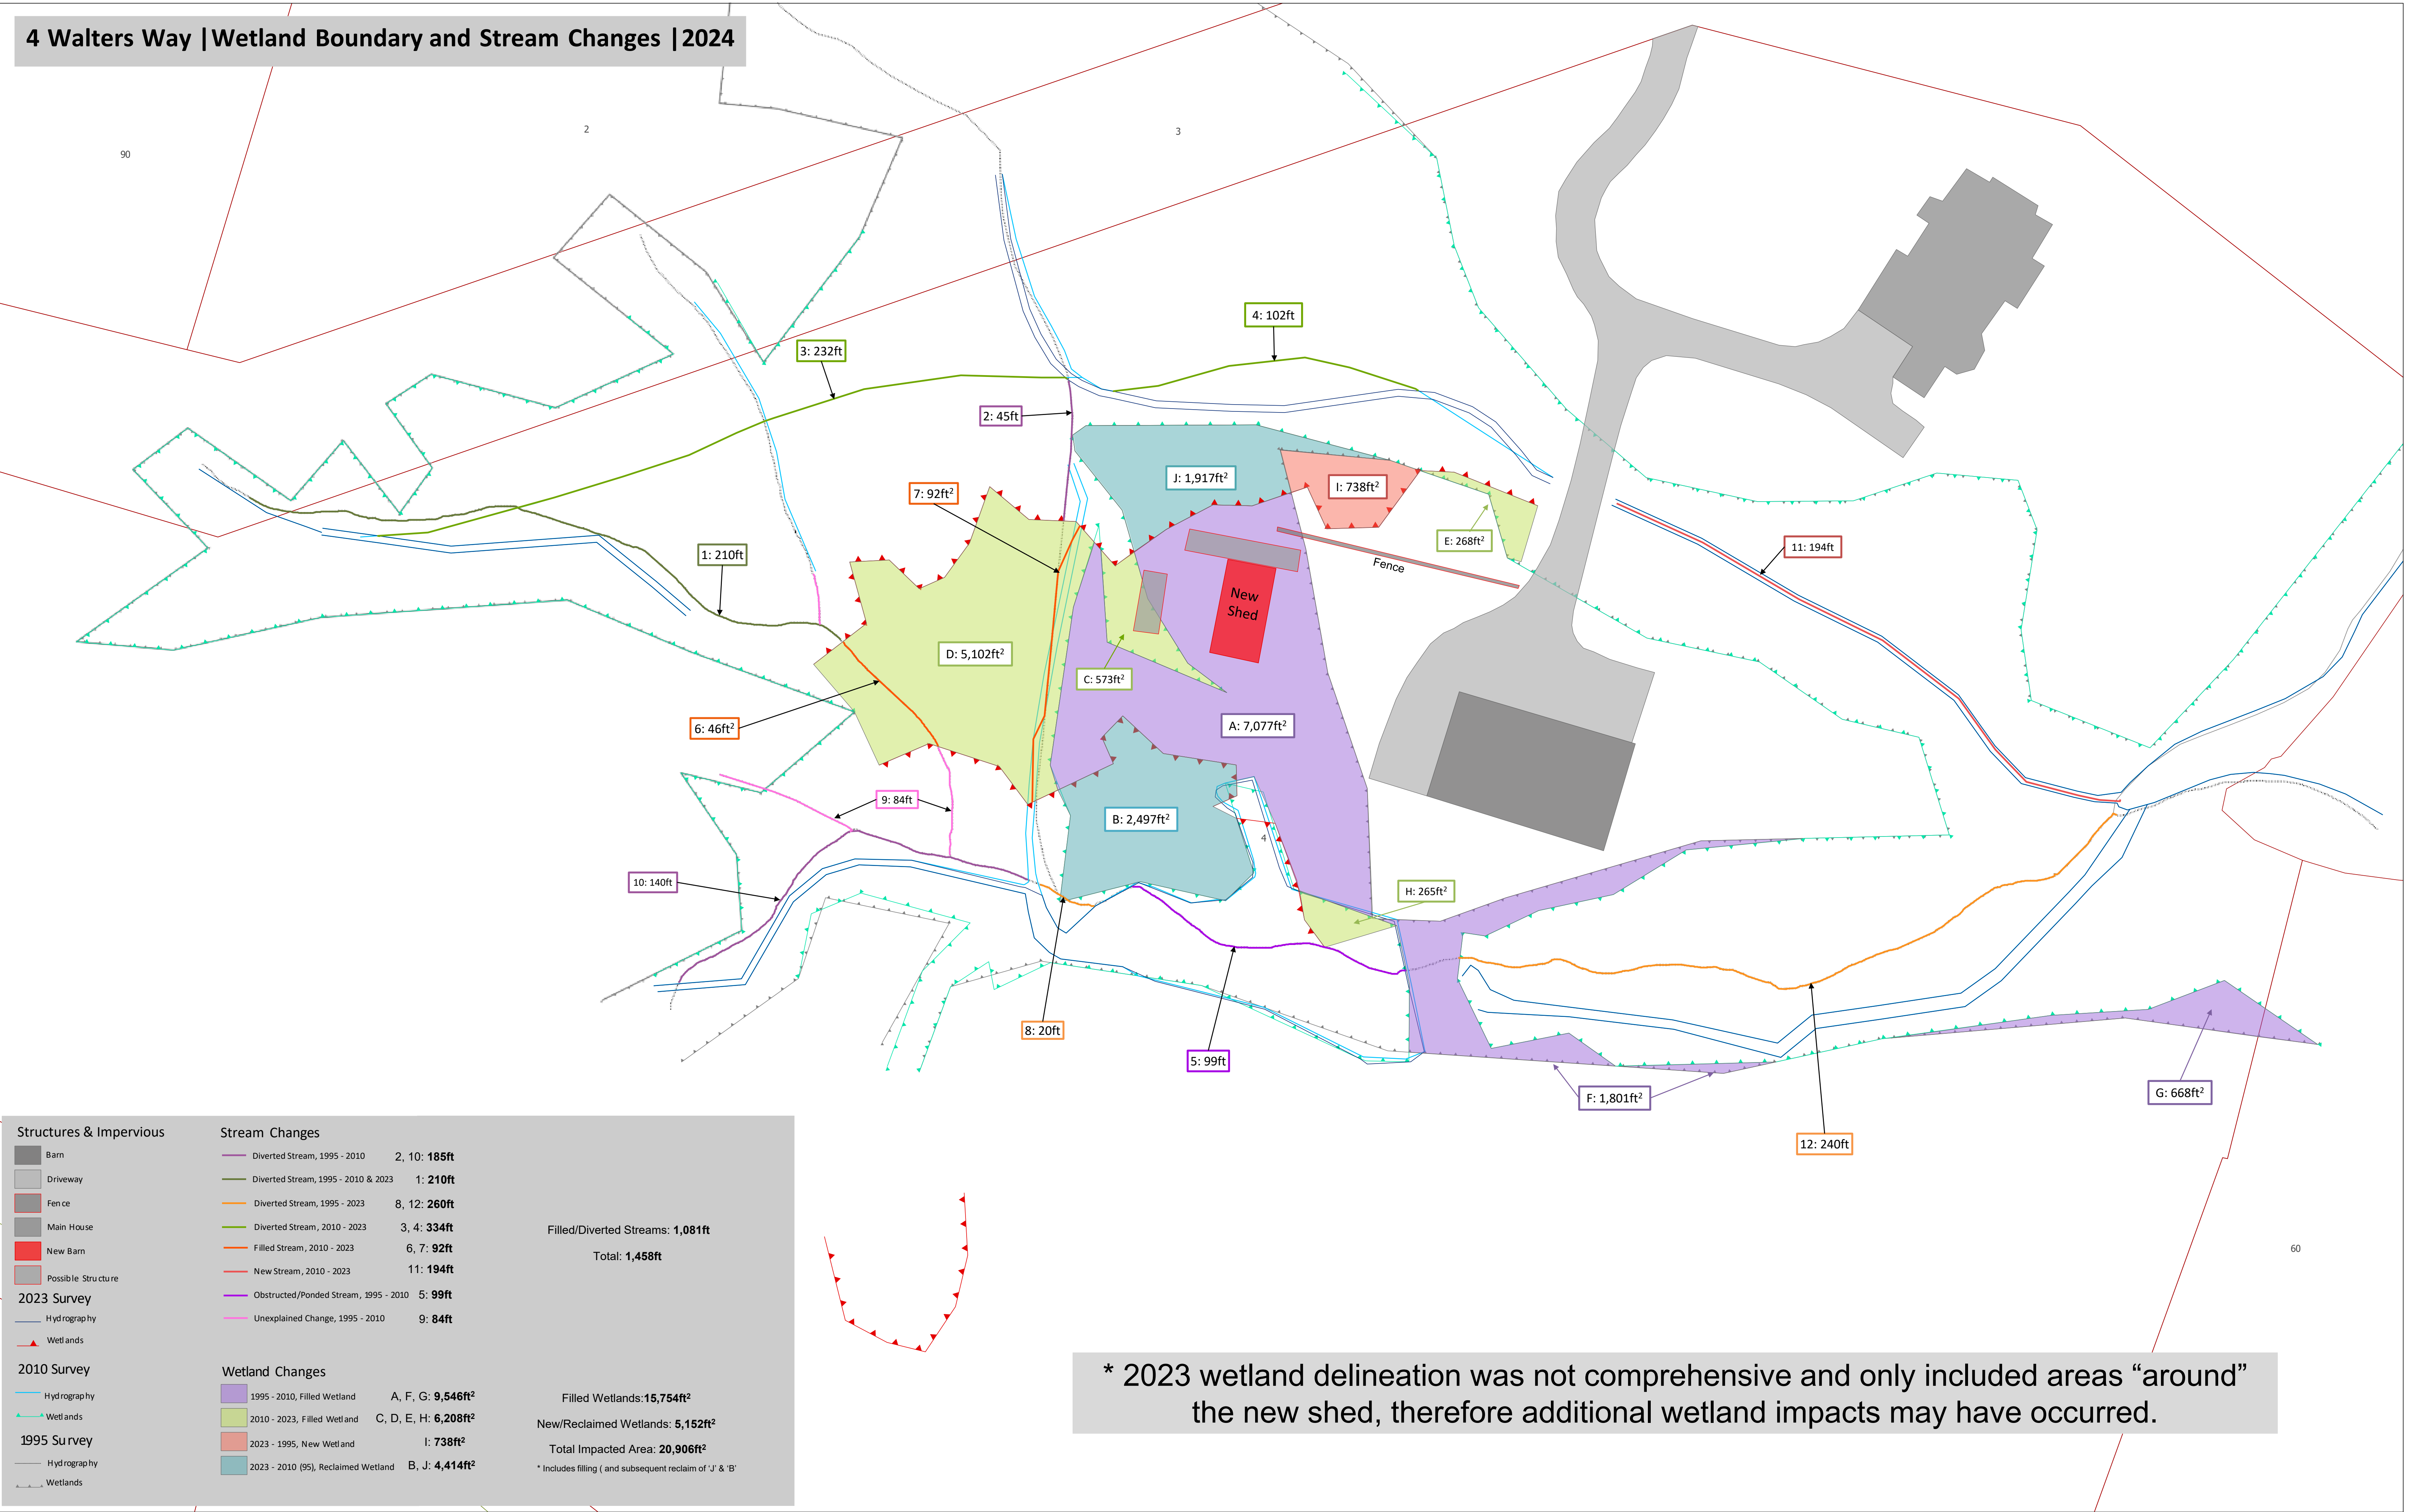 4 Walters Way |Wetland Boundary and Stream Changes |2024
90
2
3
4: 102ft
3: 232ft
2: 45ft
J: 1,917ft²
I: 738ft²
7: 92ft²
E: 268ft²
11: 194ft
1: 210ft
Fence
New
Shed
D: 5,102ft²
C: 573ft²
A: 7,077ft²
6: 46ft²
9: 84ft
B: 2,497ft²
4
10: 140ft
H: 265ft²
8: 20ft
5: 99ft
F: 1,801ft²
G: 668ft²
12: 240ft
60
Structures & Impervious
Barn
Driveway
Fence
Main House
New Barn
Possible Structure
2023 Survey
Hydrography
Wetlands
2010 Survey
Hydrography
Wetlands
1995 Survey
Hydrography
Wetlands
Stream Changes
Diverted Stream, 1995 - 2010 2, 10: 185ft
Diverted Stream, 1995 - 2010 & 2023 1: 210ft
Diverted Stream, 1995 - 2023 8, 12: 260ft
Diverted Stream, 2010 - 2023 3, 4: 334ft
Filled Stream, 2010 - 2023 6, 7: 92ft
New Stream, 2010 - 2023 11: 194ft
Obstructed/Ponded Stream, 1995 - 2010 5: 99ft
Unexplained Change, 1995 - 2010 9: 84ft
Filled/Diverted Streams: 1,081ft
Total: 1,458ft
Wetland Changes
1995 - 2010, Filled Wetland A, F, G: 9,546ft²
2010 - 2023, Filled Wetland C, D, E, H: 6,208ft²
2023 - 1995, New Wetland I: 738ft²
2023 - 2010 (95), Reclaimed Wetland B, J: 4,414ft²
Filled Wetlands:15,754ft²
New/Reclaimed Wetlands: 5,152ft²
Total Impacted Area: 20,906ft²
* Includes filling ( and subsequent reclaim of 'J' & 'B'
* 2023 wetland delineation was not comprehensive and only included areas “around”
the new shed, therefore additional wetland impacts may have occurred.